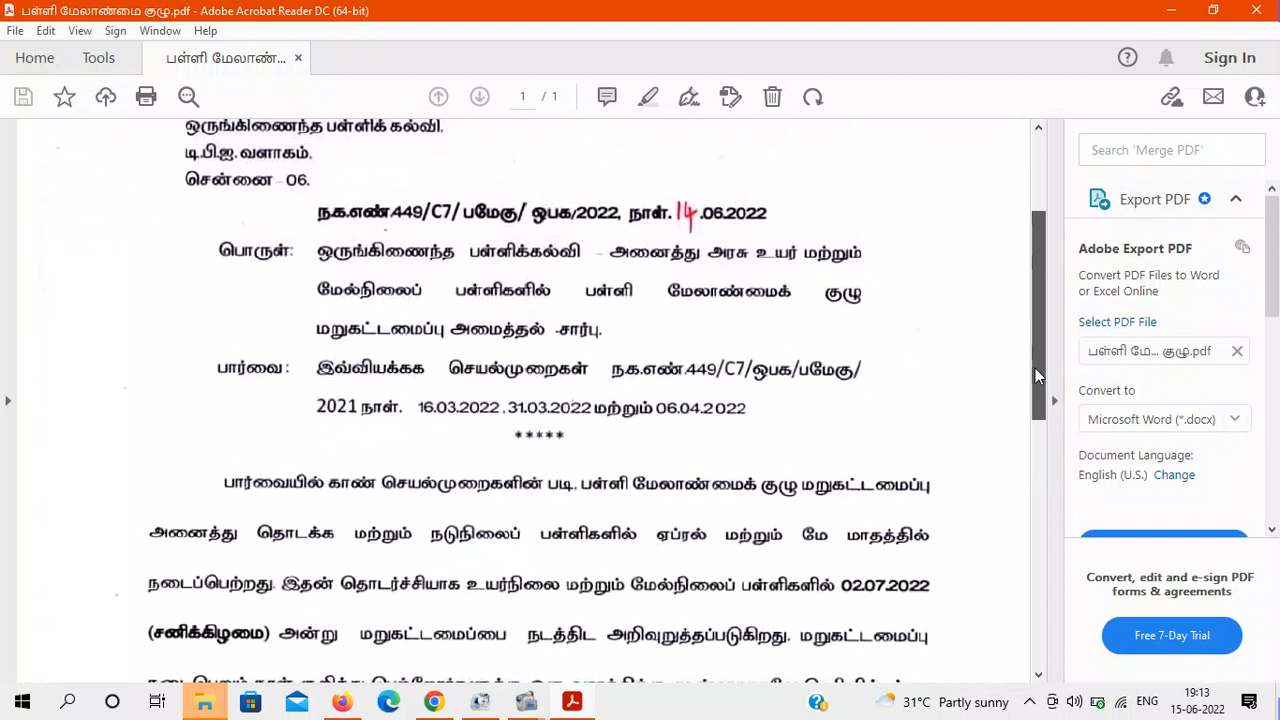 பள்ளி மேலாண்மை குழு.pdf - Adobe Acrobat Reader DC (64-bit)
File Edit View Sign Window Help
Home Tools பள்ளி மேலாண்... × Sign In
1 / 1
ஒருங்கிணைந்த பள்ளிக் கல்வி,
டி.பி.ஐ. வளாகம்,
சென்னை – 06.
ந.க.எண்.449/C7/ பமேகு/ ஒபக/2022, நாள். 14.06.2022
பொருள்: ஒருங்கிணைந்த பள்ளிக்கல்வி – அனைத்து அரசு உயர் மற்றும்
மேல்நிலைப் பள்ளிகளில் பள்ளி மேலாண்மைக் குழு
மறுகட்டமைப்பு அமைத்தல் -சார்பு.
பார்வை : இவ்வியக்கக செயல்முறைகள் ந.க.எண்.449/C7/ஒபக/பமேகு/
2021 நாள். 16.03.2022 , 31.03.2022 மற்றும் 06.04.2022
*****
பார்வையில் காண் செயல்முறைகளின் படி, பள்ளி மேலாண்மைக் குழு மறுகட்டமைப்பு
அனைத்து தொடக்க மற்றும் நடுநிலைப் பள்ளிகளில் ஏப்ரல் மற்றும் மே மாதத்தில்
நடைப்பெற்றது. இதன் தொடர்ச்சியாக உயர்நிலை மற்றும் மேல்நிலைப் பள்ளிகளில் 02.07.2022
(சனிக்கிழமை) அன்று மறுகட்டமைப்பை நடத்திட அறிவுறுத்தப்படுகிறது. மறுகட்டமைப்பு
Search 'Merge PDF'
Export PDF
Adobe Export PDF
Convert PDF Files to Word
or Excel Online
Select PDF File
பள்ளி மே... குழு.pdf ×
Convert to
Microsoft Word (*.docx)
Document Language:
English (U.S.) Change
Convert, edit and e-sign PDF
forms & agreements
Free 7-Day Trial
31°C Partly sunny
19:13
15-06-2022